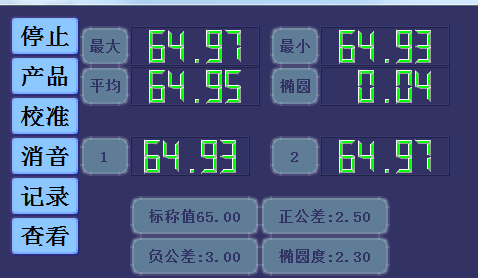 停止
最大 64.97 最小 64.93
产品
平均 64.95 椭圆 0.04
校准
消音
1 64.93 2 64.97
记录
标称值65.00 正公差:2.50
查看
负公差:3.00 椭圆度:2.30